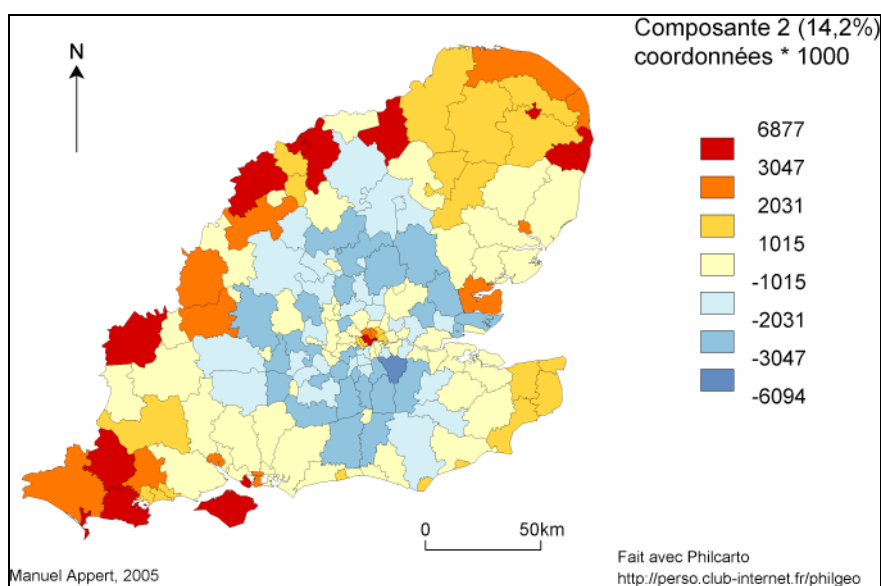 Composante 2 (14,2%)
coordonnées * 1000
N
6877
3047
2031
1015
-1015
-2031
-3047
-6094
0 50km
Manuel Appert, 2005
Fait avec Philcarto
http://perso.club-internet.fr/philgeo